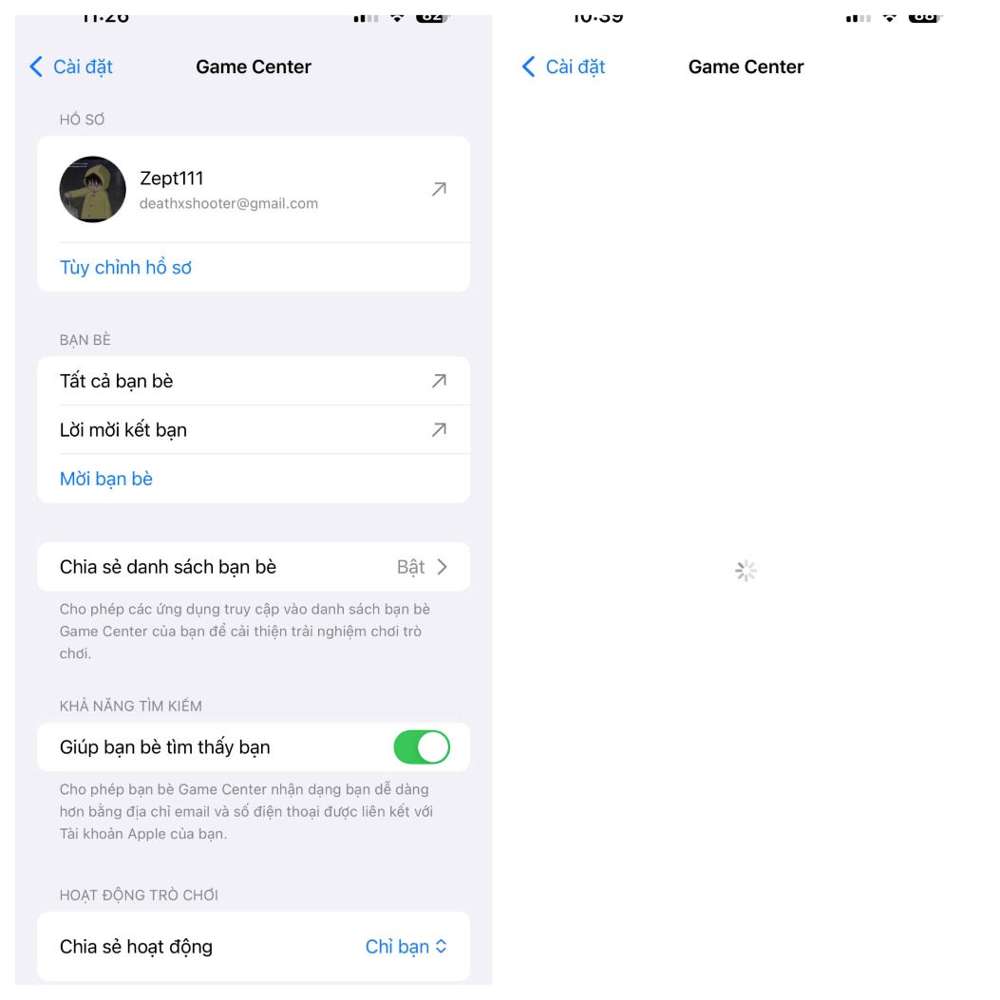 11:26
82
Cài đặt
Game Center
HỒ SƠ
Zept111
deathxshooter@gmail.com
Tùy chỉnh hồ sơ
BẠN BÈ
Tất cả bạn bè
Lời mời kết bạn
Mời bạn bè
Chia sẻ danh sách bạn bè
Bật
Cho phép các ứng dụng truy cập vào danh sách bạn bè
Game Center của bạn để cải thiện trải nghiệm chơi trò
chơi.
KHẢ NĂNG TÌM KIẾM
Giúp bạn bè tìm thấy bạn
Cho phép bạn bè Game Center nhận dạng bạn dễ dàng
hơn bằng địa chỉ email và số điện thoại được liên kết với
Tài khoản Apple của bạn.
HOẠT ĐỘNG TRÒ CHƠI
Chia sẻ hoạt động
Chỉ bạn
10:39
88
Cài đặt
Game Center